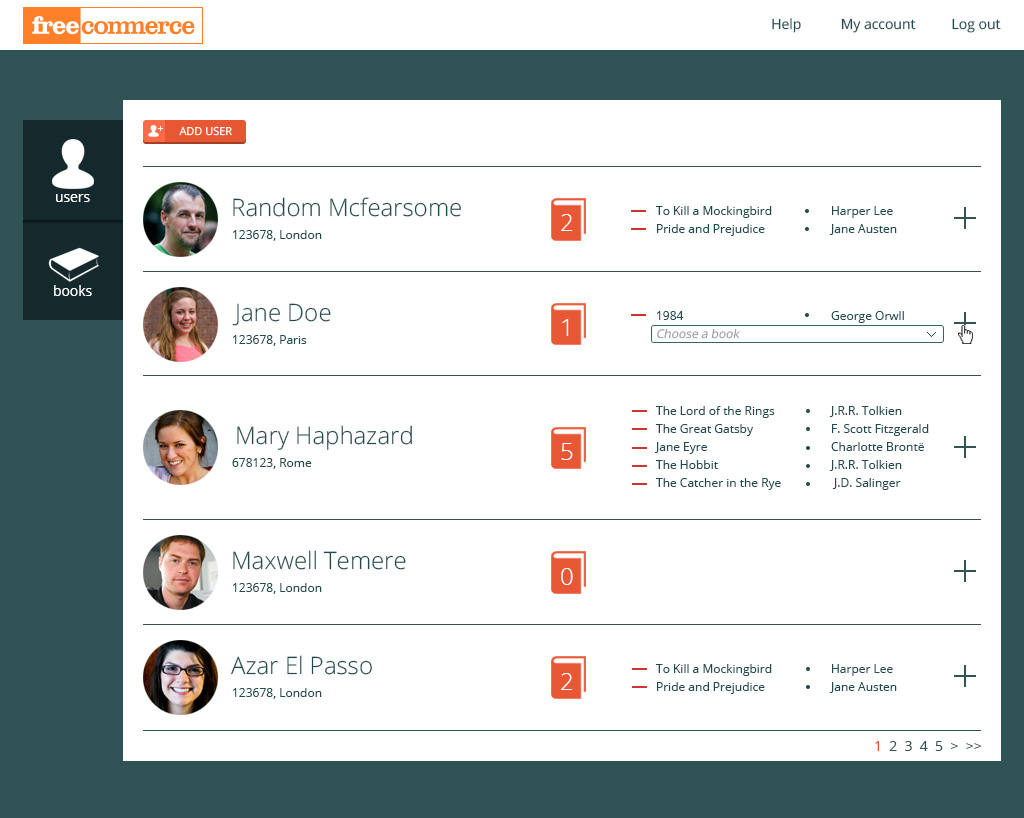 freecommerce
Help
My account
Log out
users
books
ADD USER
Random Mcfearsome
123678, London
2
To Kill a Mockingbird • Harper Lee
Pride and Prejudice • Jane Austen
Jane Doe
123678, Paris
1
1984 • George Orwll
Choose a book
Mary Haphazard
678123, Rome
5
The Lord of the Rings • J.R.R. Tolkien
The Great Gatsby • F. Scott Fitzgerald
Jane Eyre • Charlotte Brontë
The Hobbit • J.R.R. Tolkien
The Catcher in the Rye • J.D. Salinger
Maxwell Temere
123678, London
0
Azar El Passo
123678, London
2
To Kill a Mockingbird • Harper Lee
Pride and Prejudice • Jane Austen
1 2 3 4 5 > >>